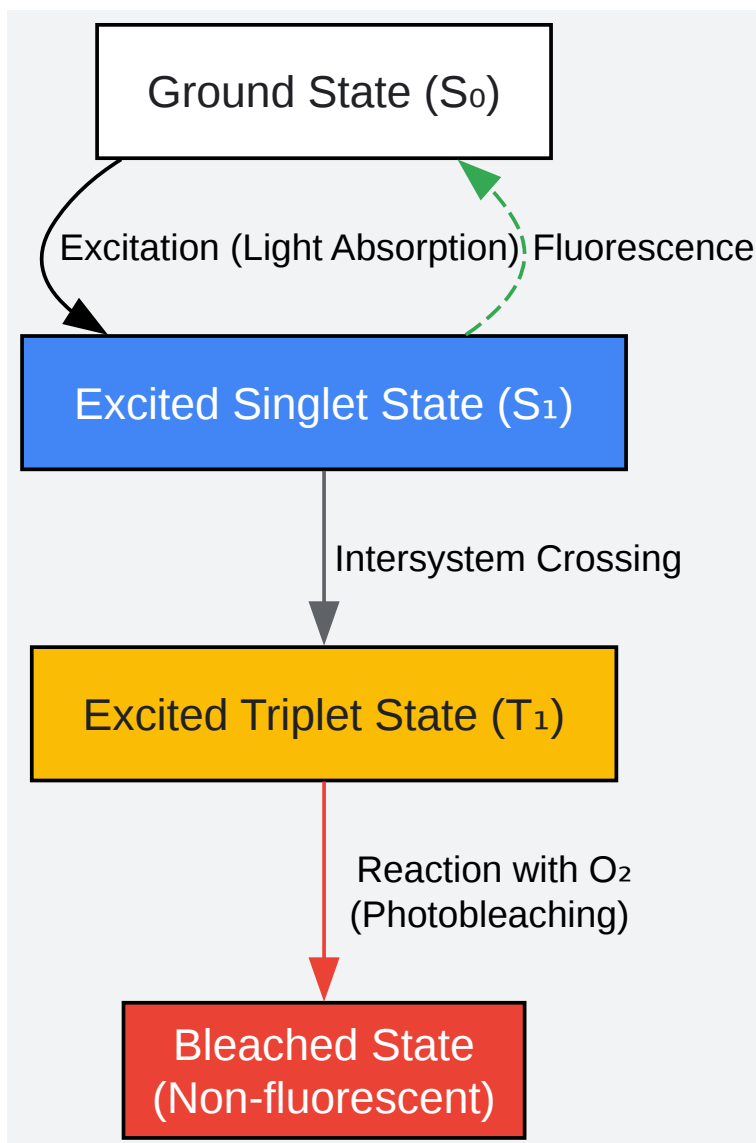 Ground State (S₀)
Excitation (Light Absorption)
Fluorescence
Excited Singlet State (S₁)
Intersystem Crossing
Excited Triplet State (T₁)
Reaction with O₂
(Photobleaching)
Bleached State
(Non-fluorescent)